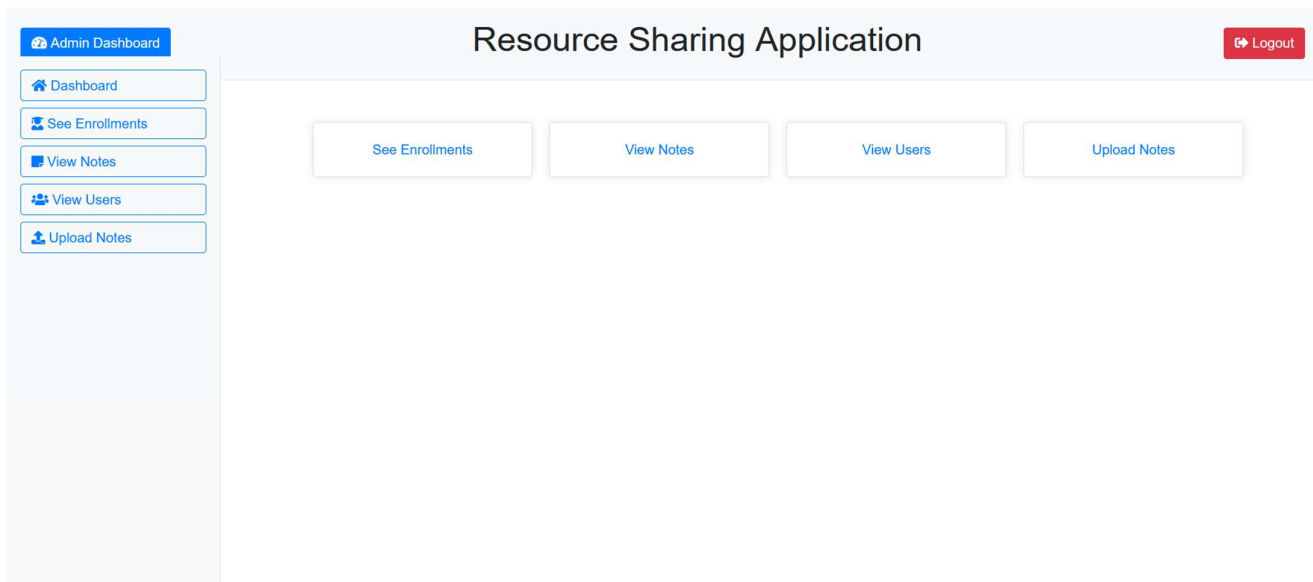 Admin Dashboard
Resource Sharing Application
Logout
Dashboard
See Enrollments
View Notes
View Users
Upload Notes
See Enrollments
View Notes
View Users
Upload Notes